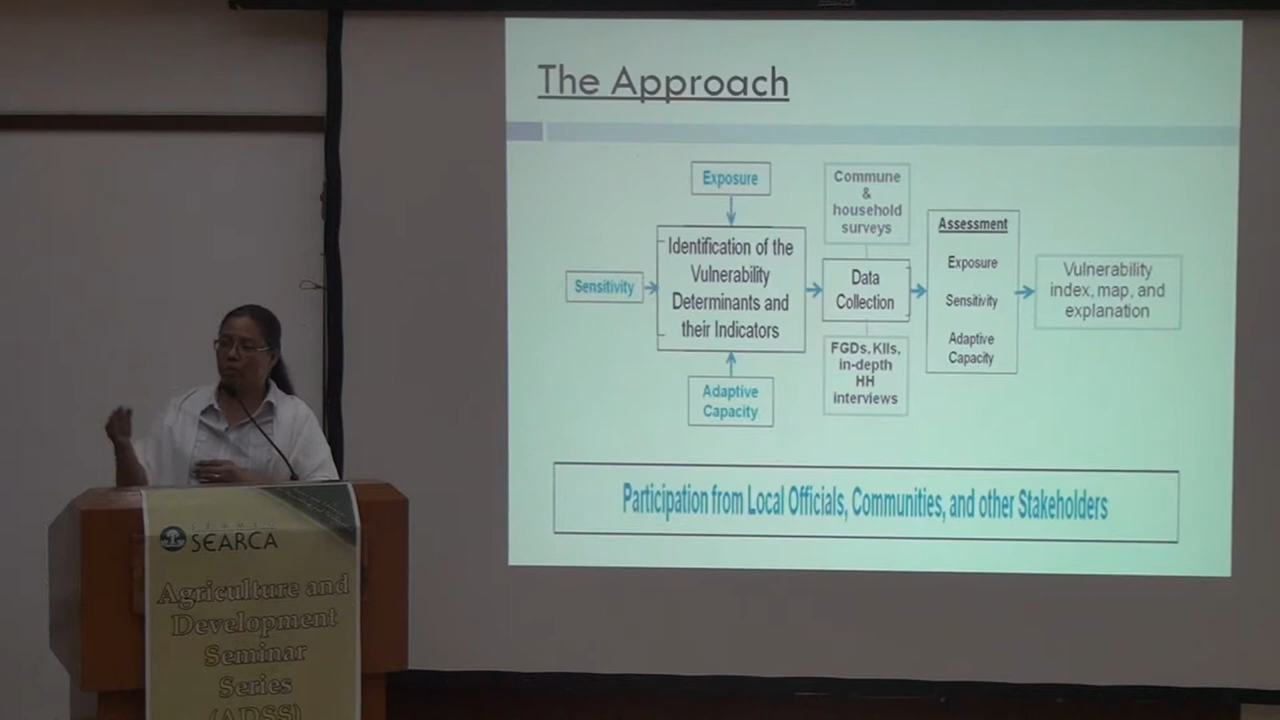 The Approach
Exposure
Sensitivity
Identification of the
Vulnerability
Determinants and
their Indicators
Adaptive
Capacity
Commune
&
household
surveys
Data
Collection
FGDs, KIIs,
in-depth
HH
interviews
Assessment
Exposure
Sensitivity
Adaptive
Capacity
Vulnerability
index, map, and
explanation
Participation from Local Officials, Communities, and other Stakeholders
SEARCA
Agriculture and
Development
Seminar
Series
(ADSS)